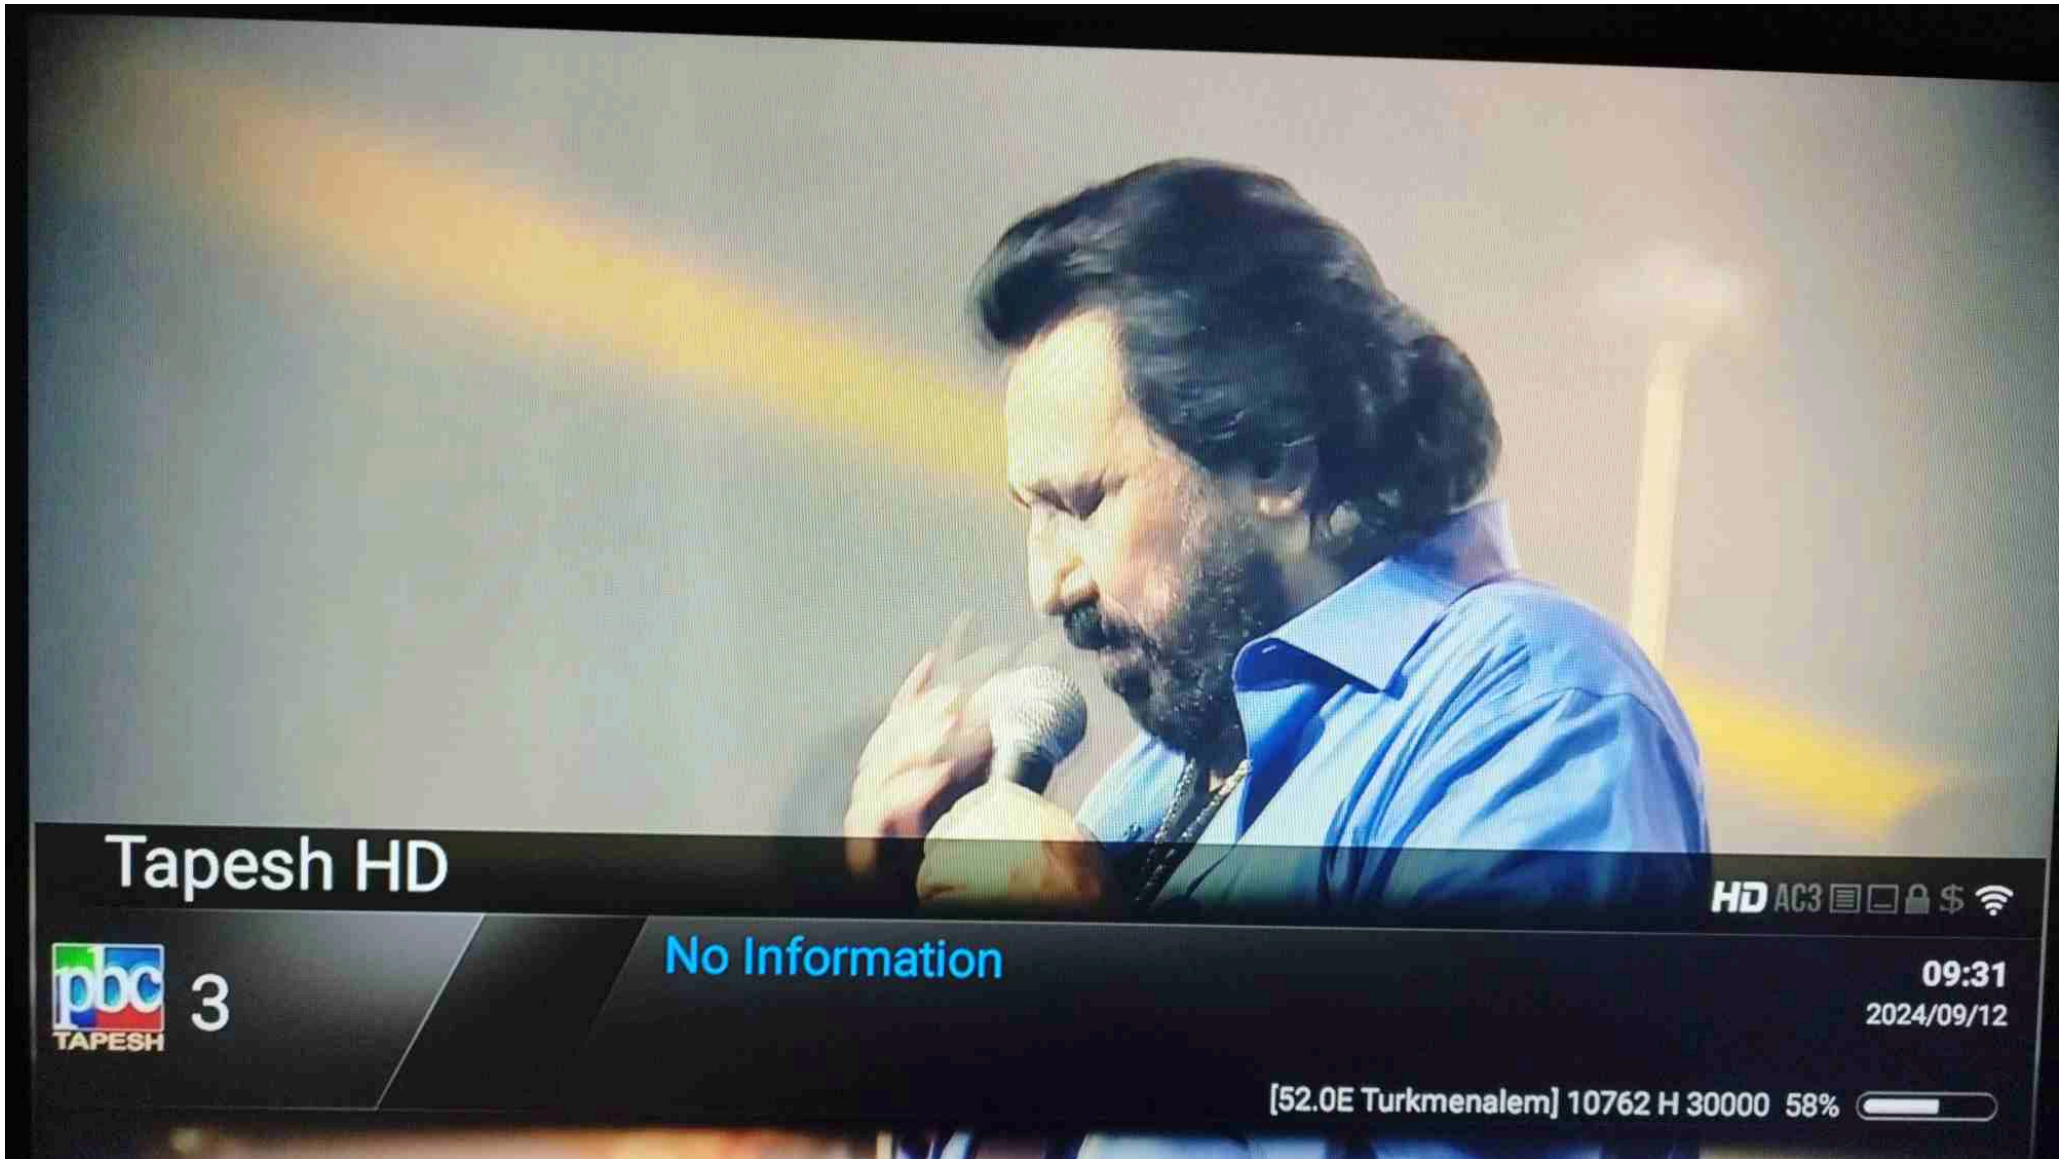 Tapesh HD
HD AC3 $
pbc
TAPESH
3
No Information
09:31
2024/09/12
[52.0E Turkmenalem] 10762 H 30000 58%